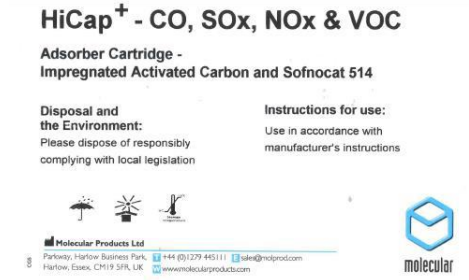 HiCap+ - CO, SOx, NOx & VOC
Adsorber Cartridge -
Impregnated Activated Carbon and Sofnocat 514
Disposal and
the Environment:
Please dispose of responsibly
complying with local legislation
Instructions for use:
Use in accordance with
manufacturer's instructions
Molecular Products Ltd
Parkway, Harlow Business Park,
Harlow, Essex, CM19 5FR, UK
T +44 (0)1279 445111 E sales@molprod.com
W www.molecularproducts.com
molecular